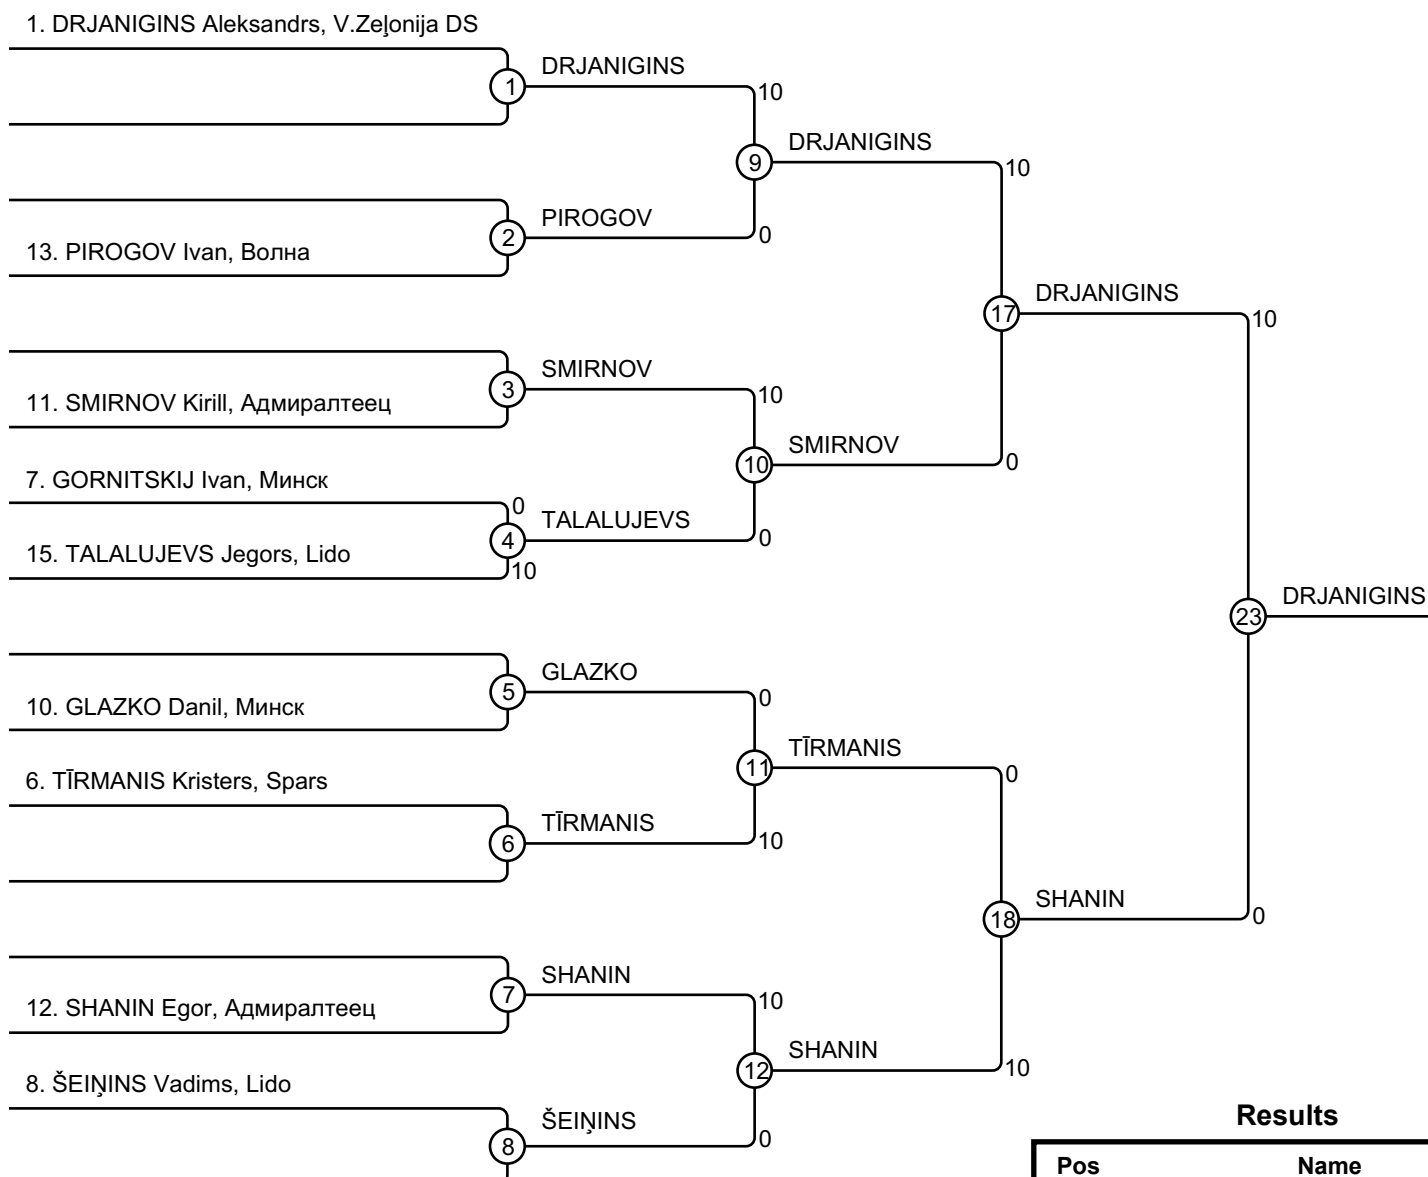 1. DRJANIGINS Aleksandrs, V.Zeļonija DS
1
DRJANIGINS
10
9
DRJANIGINS
10
2
PIROGOV
0
13. PIROGOV Ivan, Волна
17
DRJANIGINS
10
3
SMIRNOV
10
11. SMIRNOV Kirill, Адмиралтеец
10
SMIRNOV
0
7. GORNITSKIJ Ivan, Минск
0
4
TALALUJEVS
0
15. TALALUJEVS Jegors, Lido
10
23
DRJANIGINS
5
GLAZKO
0
10. GLAZKO Danil, Минск
11
TĪRMANIS
0
6. TĪRMANIS Kristers, Spars
6
TĪRMANIS
10
18
SHANIN
0
7
SHANIN
10
12. SHANIN Egor, Адмиралтеец
12
SHANIN
10
8. ŠEIŅINS Vadims, Lido
8
ŠEIŅINS
0
Results
Pos Name